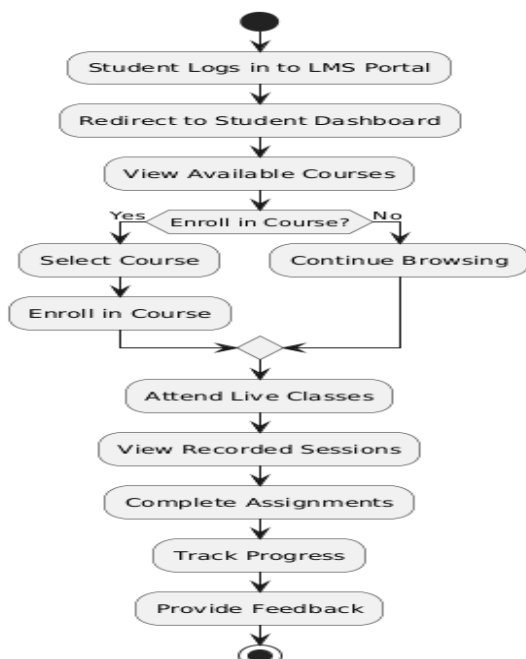 Student Logs in to LMS Portal
Redirect to Student Dashboard
View Available Courses
Yes
Enroll in Course?
No
Select Course
Continue Browsing
Enroll in Course
Attend Live Classes
View Recorded Sessions
Complete Assignments
Track Progress
Provide Feedback